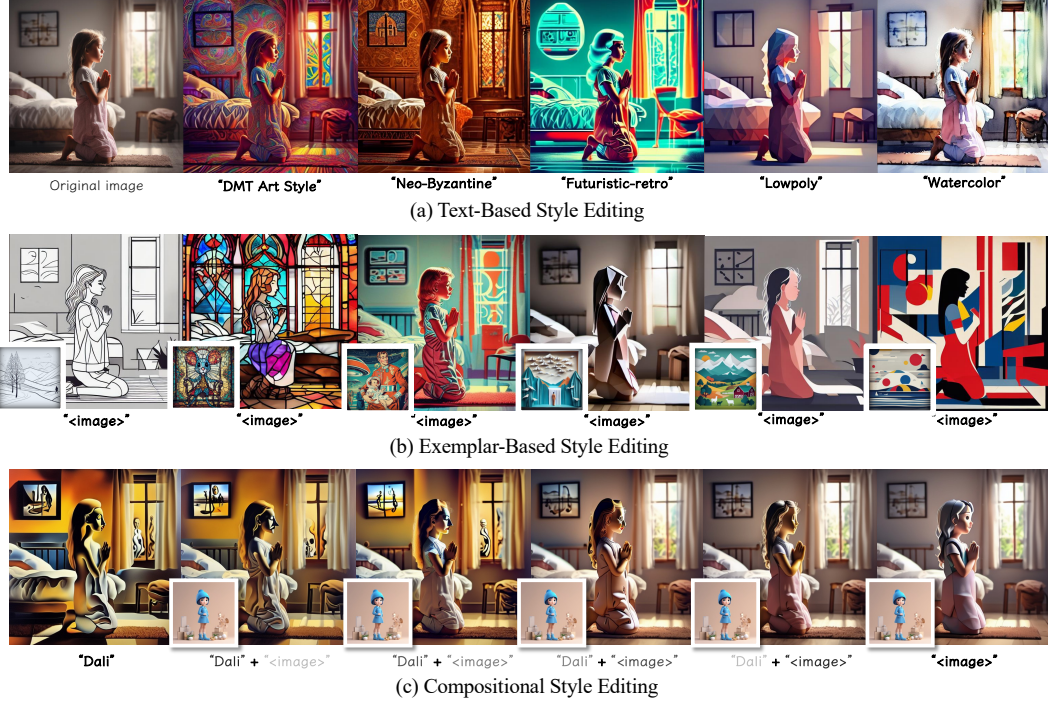 Original image
"DMT Art Style"
"Neo-Byzantine"
"Futuristic-retro"
"Lowpoly"
"Watercolor"
(a) Text-Based Style Editing
"<image>"
"<image>"
"<image>"
"<image>"
"<image>"
"<image>"
(b) Exemplar-Based Style Editing
"Dali"
"Dali" + "<image>"
"Dali" + "<image>"
"Dali" + "<image>"
"Dali" + "<image>"
"<image>"
(c) Compositional Style Editing